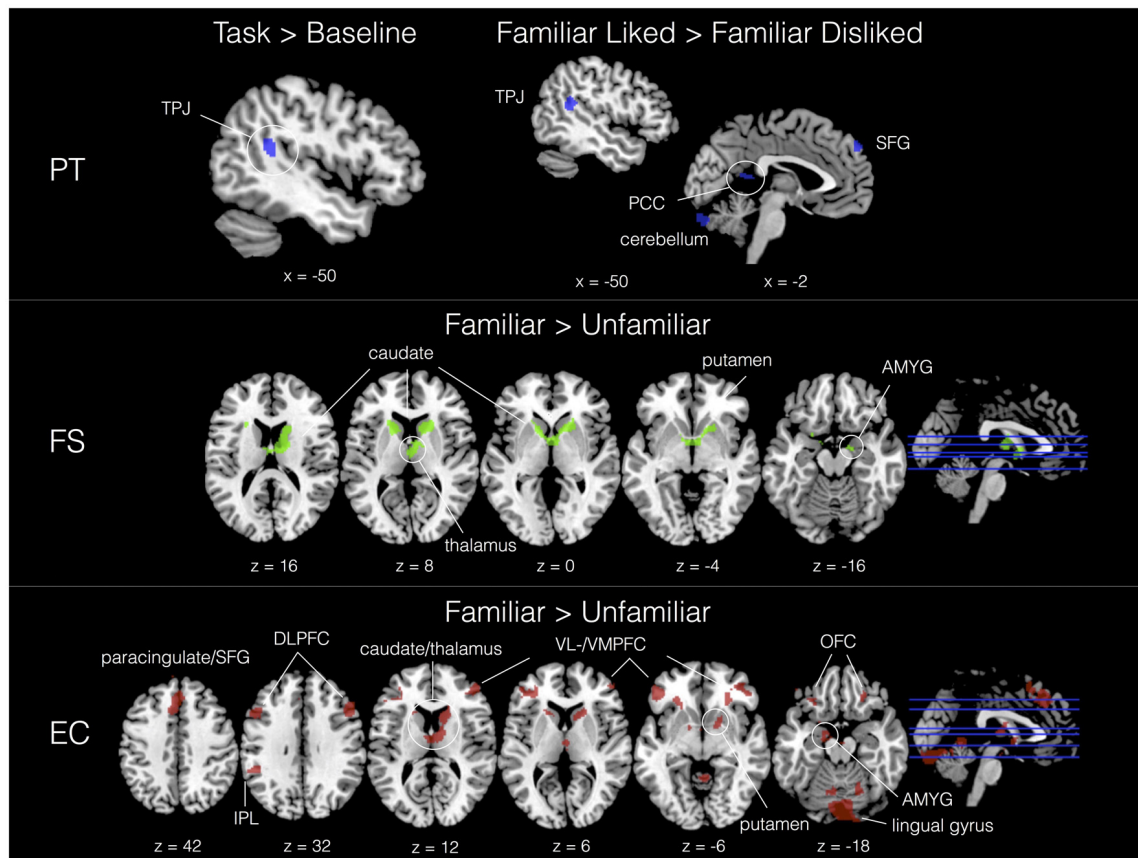 Task > Baseline
Familiar Liked > Familiar Disliked
PT
TPJ
TPJ
SFG
PCC
cerebellum
x = -50
x = -50
x = -2
Familiar > Unfamiliar
FS
caudate
putamen
AMYG
thalamus
z = 16
z = 8
z = 0
z = -4
z = -16
Familiar > Unfamiliar
EC
paracingulate/SFG
DLPFC
caudate/thalamus
VL-/VMPFC
OFC
IPL
putamen
AMYG
lingual gyrus
z = 42
z = 32
z = 12
z = 6
z = -6
z = -18